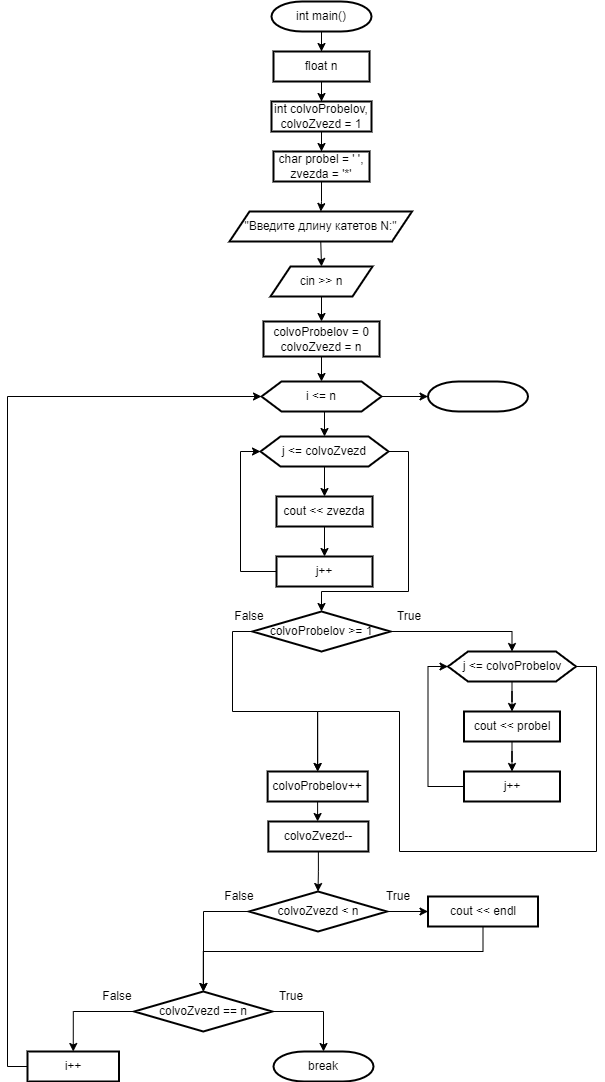 int main()
float n
int colvoProbelov,
colvoZvezd = 1
char probel = ' ',
zvezda = '*'
"Введите длину катетов N:"
cin >> n
colvoProbelov = 0
colvoZvezd = n
i <= n
j <= colvoZvezd
cout << zvezda
j++
False
colvoProbelov >= 1
True
j <= colvoProbelov
cout << probel
j++
colvoProbelov++
colvoZvezd--
False
colvoZvezd < n
True
cout << endl
False
colvoZvezd == n
True
i++
break